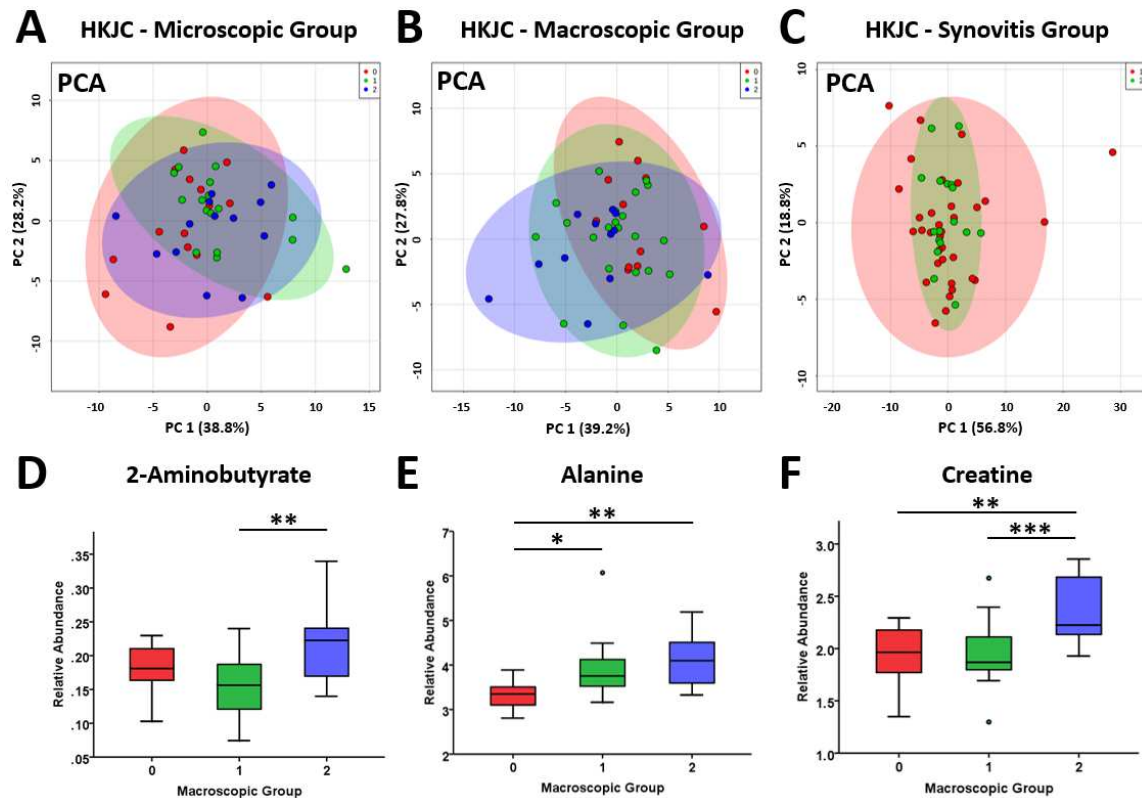 A
HKJC - Microscopic Group
PCA
0
1
2
10
5
0
-5
-10
PC 2 (28.2%)
-10
-5
0
5
10
15
PC 1 (38.8%)
B
HKJC - Macroscopic Group
PCA
0
1
2
10
5
0
-5
-10
PC 2 (27.8%)
-15
-10
-5
0
5
10
PC 1 (39.2%)
C
HKJC - Synovitis Group
PCA
1
2
10
5
0
-5
-10
PC 2 (18.8%)
-20
-10
0
10
20
30
PC 1 (56.8%)
D
2-Aminobutyrate
**
.35
.30
.25
.20
.15
.10
.05
Relative Abundance
0
1
2
Macroscopic Group
E
Alanine
**
*
7
6
5
4
3
2
Relative Abundance
0
1
2
Macroscopic Group
F
Creatine
**
***
3.0
2.5
2.0
1.5
1.0
Relative Abundance
0
1
2
Macroscopic Group